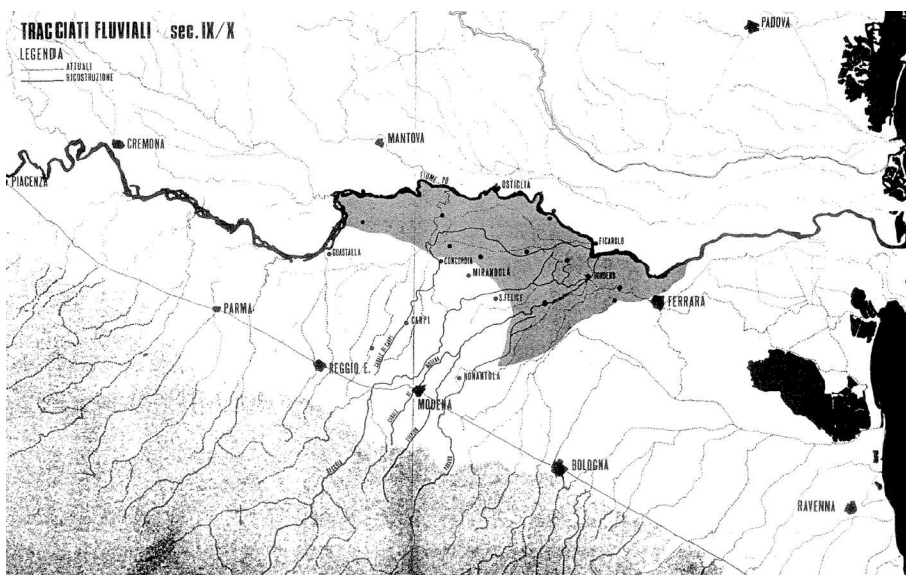 TRACCIATI FLUVIALI - sec. IX/X
LEGENDA
ATTUALI
RICOSTRUZIONE
PADOVA
CREMONA
MANTOVA
PIACENZA
FIUME PO
OSTIGLIA
FICAROLO
GUASTALLA
CONCORDIA
MIRANDOLA
BONDENO
S.FELICE
FERRARA
PARMA
CARPI
REGGIO E.
NONANTOLA
MODENA
SECCHIA
BOLOGNA
RAVENNA